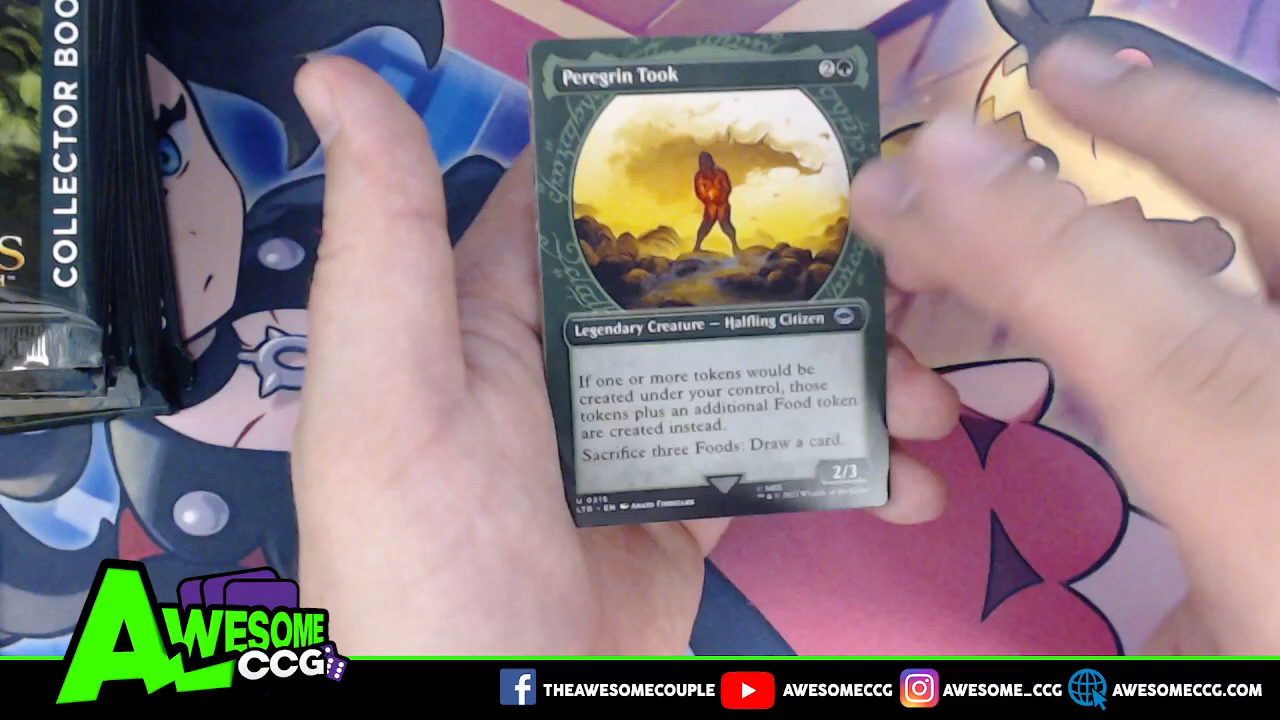 COLLECTOR BOO
S
Peregrin Took
2
Legendary Creature — Halfling Citizen
If one or more tokens would be
created under your control, those
tokens plus an additional Food token
are created instead.
Sacrifice three Foods: Draw a card.
2/3
U 0315
LTR • EN
AWESOME
CCG
THEAWESOMECOUPLE
AWESOMECCG
AWESOME_CCG
AWESOMECCG.COM